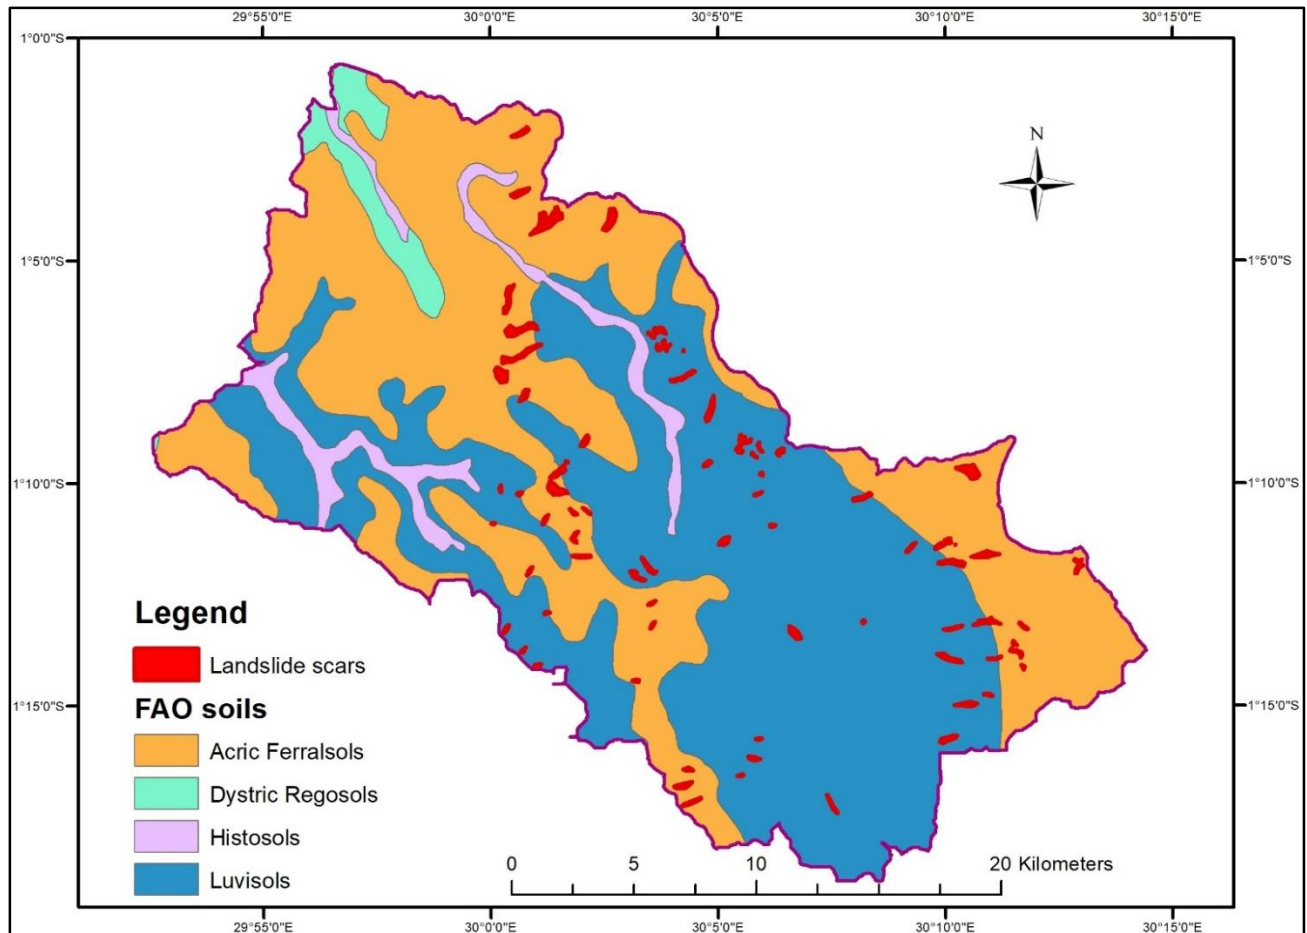 29°55'0"E 30°0'0"E 30°5'0"E 30°10'0"E 30°15'0"E
1°0'0"S
N
1°5'0"S 1°5'0"S
1°10'0"S 1°10'0"S
Legend
Landslide scars
FAO soils
1°15'0"S 1°15'0"S
Acric Ferralsols
Dystric Regosols
Histosols
Luvisols
0 5 10 20 Kilometers
29°55'0"E 30°0'0"E 30°5'0"E 30°10'0"E 30°15'0"E